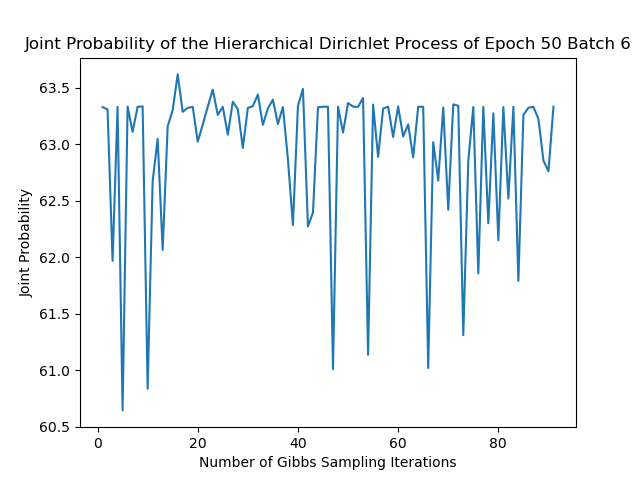 Joint Probability of the Hierarchical Dirichlet Process of Epoch 50 Batch 6
63.5
63.0
62.5
62.0
61.5
61.0
60.5
Joint Probability
0 20 40 60 80
Number of Gibbs Sampling Iterations